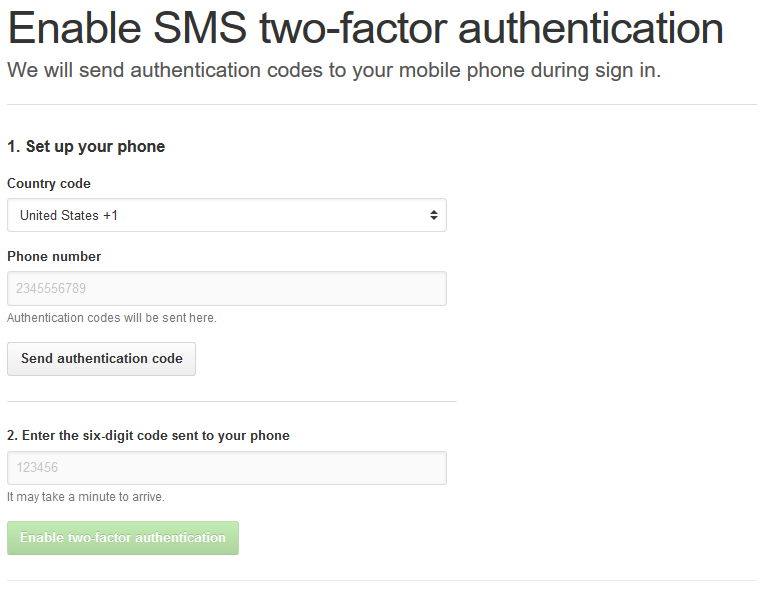 Enable SMS two-factor authentication
We will send authentication codes to your mobile phone during sign in.
1. Set up your phone
Country code
United States +1
Phone number
2345556789
Authentication codes will be sent here.
Send authentication code
2. Enter the six-digit code sent to your phone
123456
It may take a minute to arrive.
Enable two-factor authentication